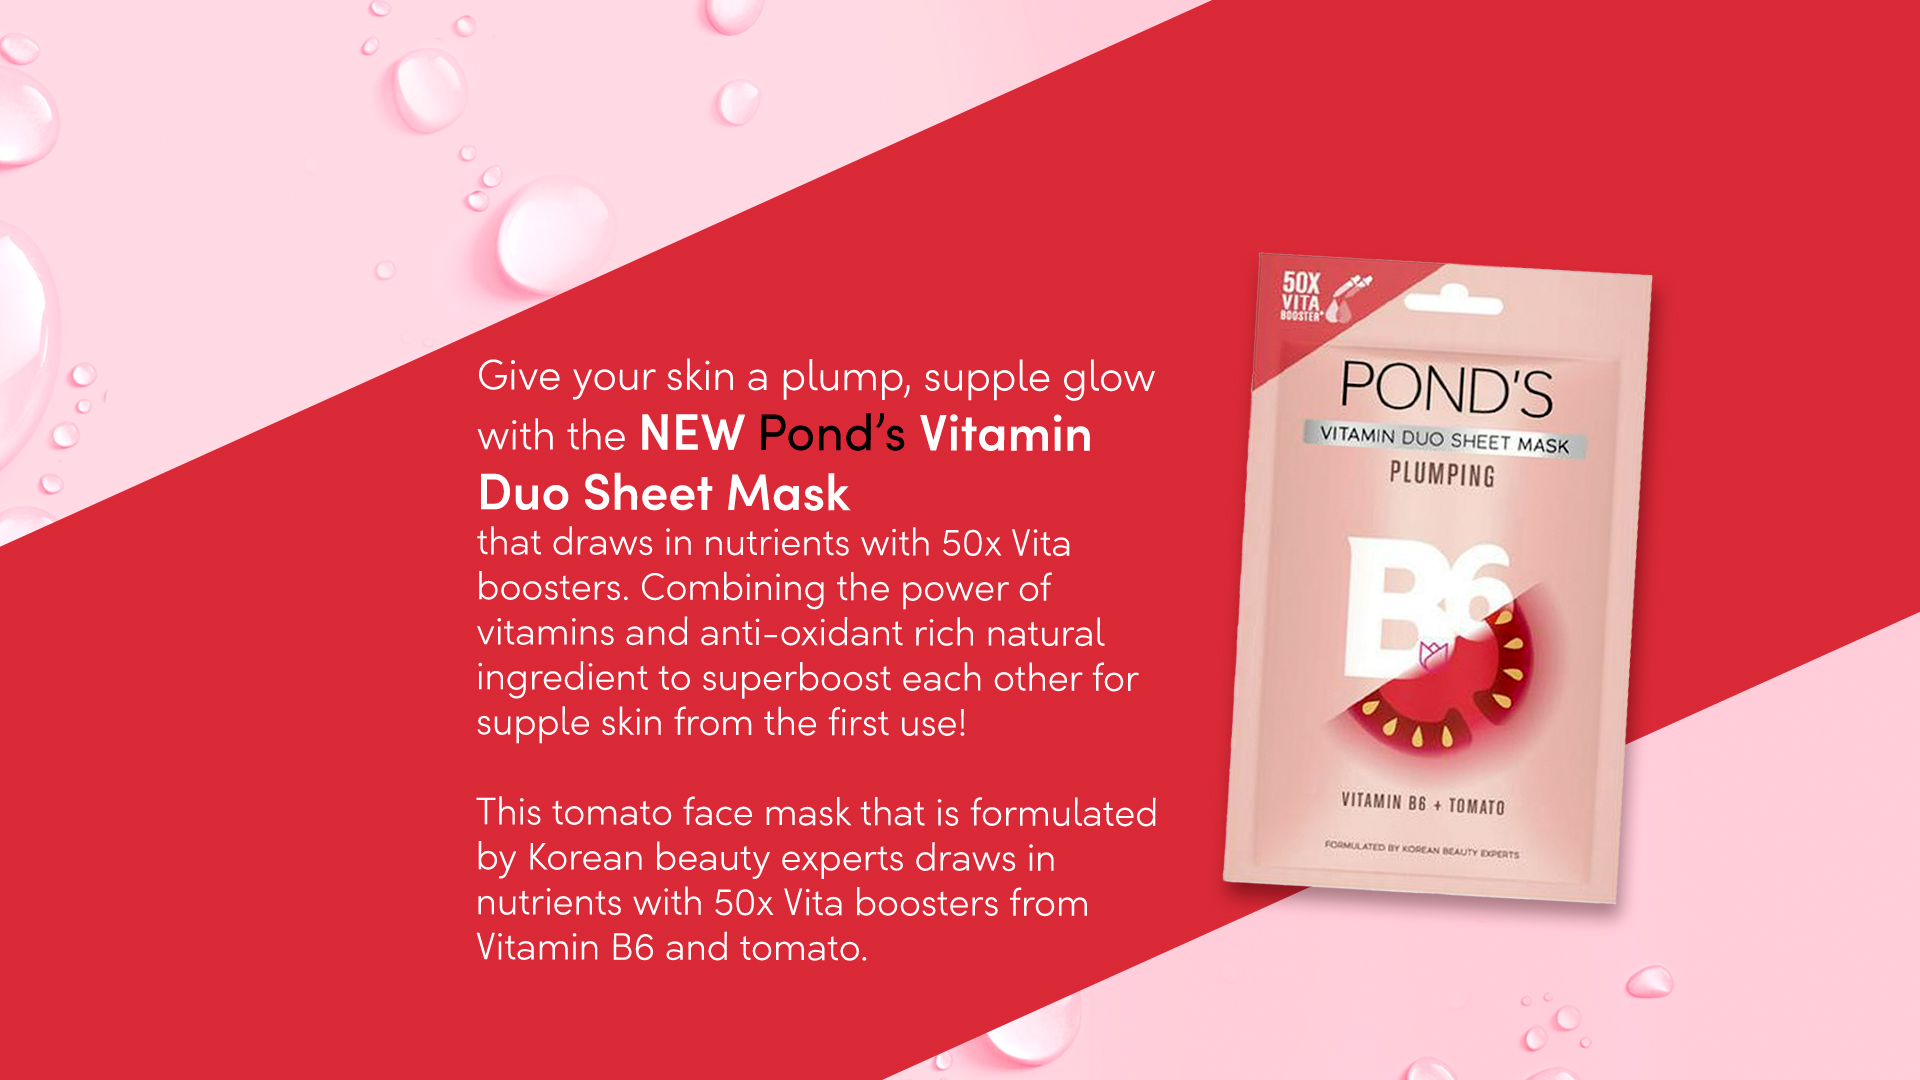 Give your skin a plump, supple glow
with the NEW Pond's Vitamin
Duo Sheet Mask
that draws in nutrients with 50x Vita
boosters. Combining the power of
vitamins and anti-oxidant rich natural
ingredient to superboost each other for
supple skin from the first use!
This tomato face mask that is formulated
by Korean beauty experts draws in
nutrients with 50x Vita boosters from
Vitamin B6 and tomato.
50X
VITA
BOOSTER*
POND'S
VITAMIN DUO SHEET MASK
PLUMPING
B6
VITAMIN B6 + TOMATO
FORMULATED BY KOREAN BEAUTY EXPERTS